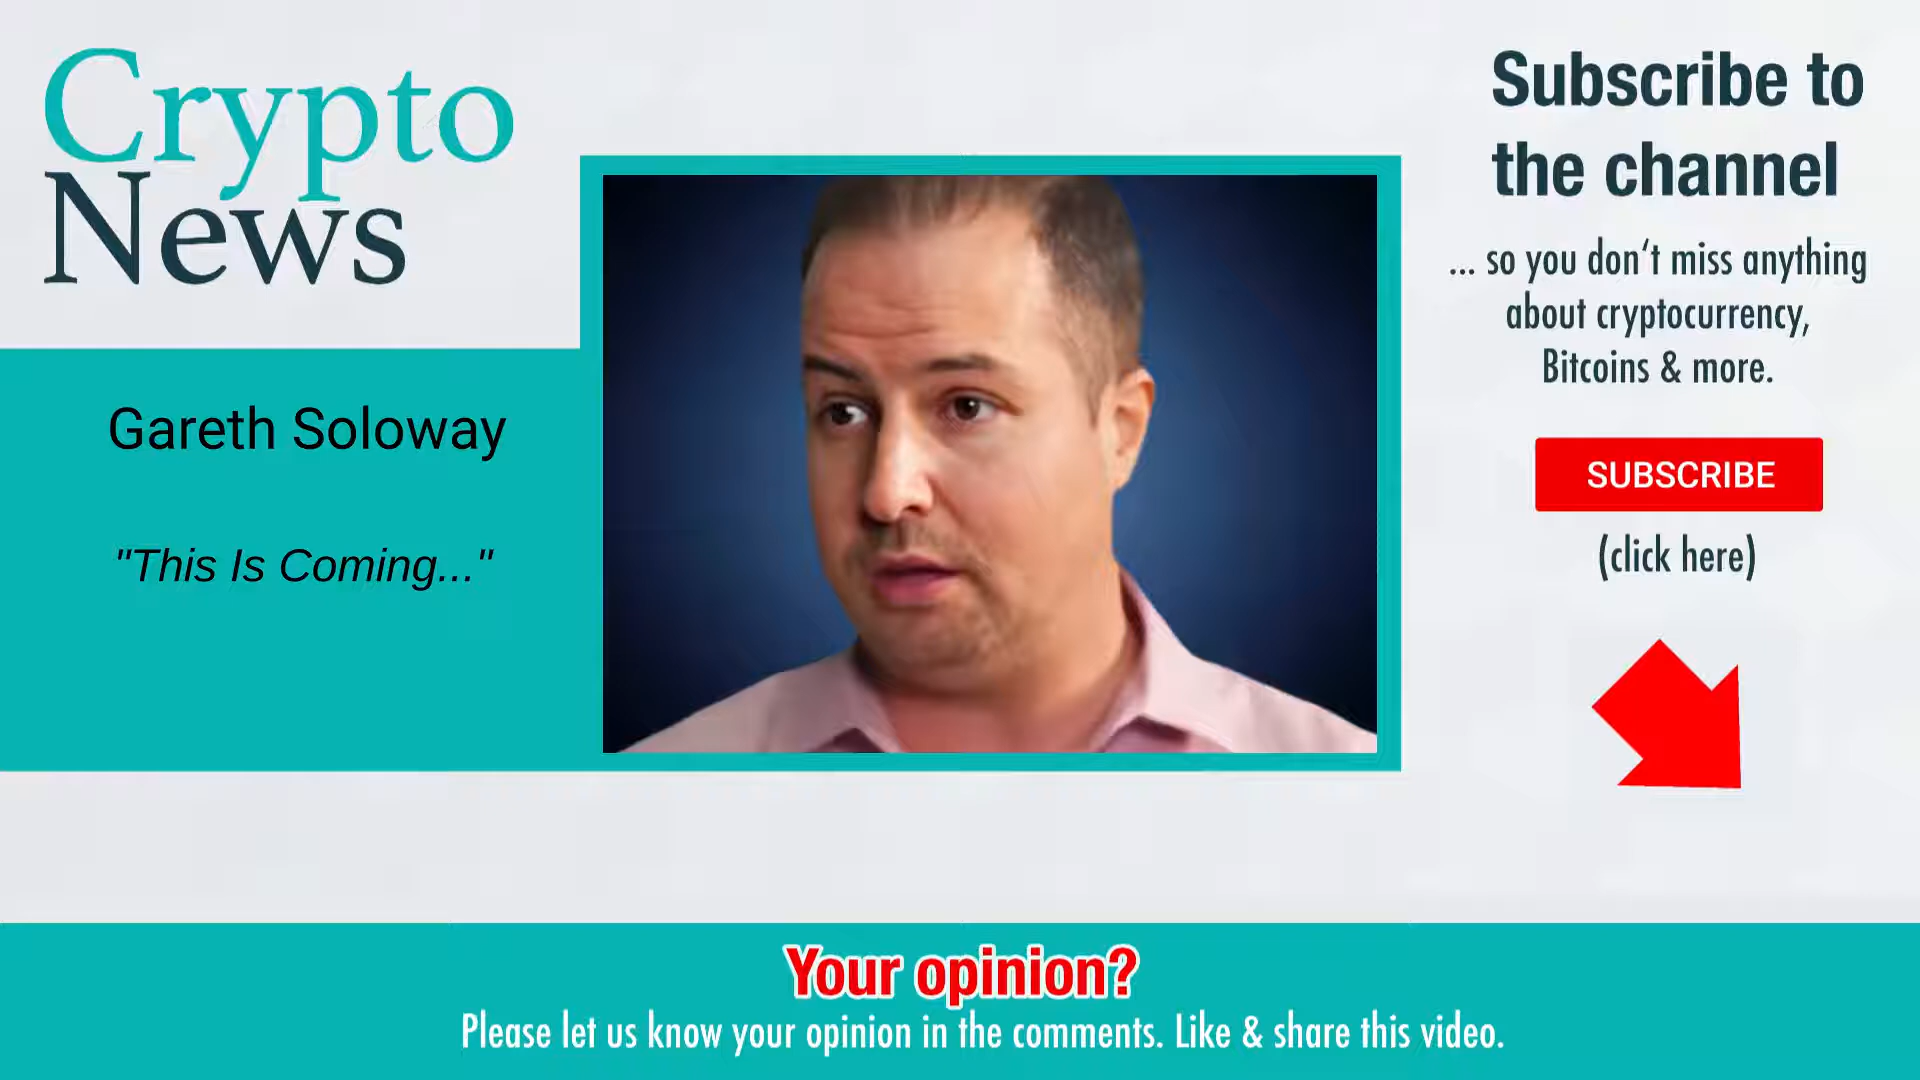 Crypto
News
Gareth Soloway
"This Is Coming..."
Subscribe to
the channel
... so you don't miss anything
about cryptocurrency,
Bitcoins & more.
SUBSCRIBE
(click here)
Your opinion?
Please let us know your opinion in the comments. Like & share this video.